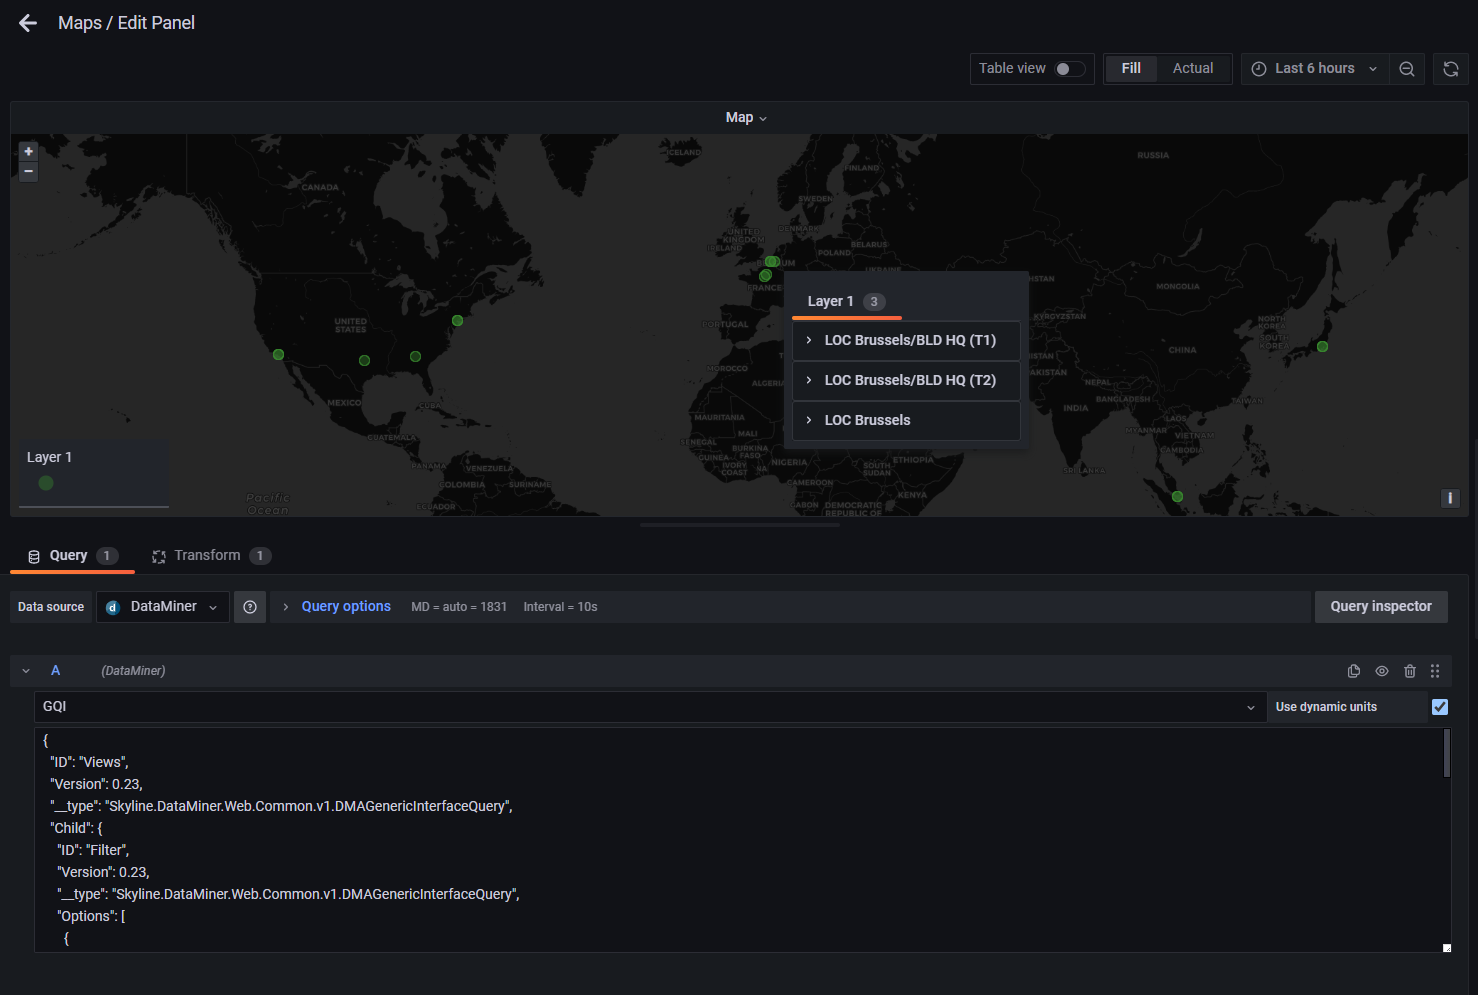 Maps / Edit Panel
Table view
Fill
Actual
Last 6 hours
Map
+
−
ICELAND
RUSSIA
FINLAND
CANADA
SWEDEN
UNITED
KINGDOM
DENMARK
BELARUS
POLAND
UKRAINE
FRANCE
MONGOLIA
UNITED
STATES
PORTUGAL
KYRGYZSTAN
NORTH
KOREA
SOUTH
KOREA
CHINA
MOROCCO
NEPAL
BANGLADESH
INDIA
TAIWAN
MEXICO
CUBA
MAURITANIA
LAOS
MYANMAR
VIETNAM
GUATEMALA
MALI
CAMBODIA
SENEGAL
BURKINA
FASO
GUINEA
IVORY
COAST
NIGERIA
SOUTH
SUDAN
ETHIOPIA
SRI LANKA
PANAMA
VENEZUELA
COLOMBIA
SURINAME
CAMEROON
KENYA
Pacific
Ocean
ECUADOR
GABON
DEMOCRATIC
REPUBLIC OF
Layer 1 3
LOC Brussels/BLD HQ (T1)
LOC Brussels/BLD HQ (T2)
LOC Brussels
Layer 1
i
Query 1
Transform 1
Data source
d DataMiner
?
Query options
MD = auto = 1831
Interval = 10s
Query inspector
A
(DataMiner)
GQI
Use dynamic units
{
"ID": "Views",
"Version": 0.23,
"__type": "Skyline.DataMiner.Web.Common.v1.DMAGenericInterfaceQuery",
"Child": {
"ID": "Filter",
"Version": 0.23,
"__type": "Skyline.DataMiner.Web.Common.v1.DMAGenericInterfaceQuery",
"Options": [
{